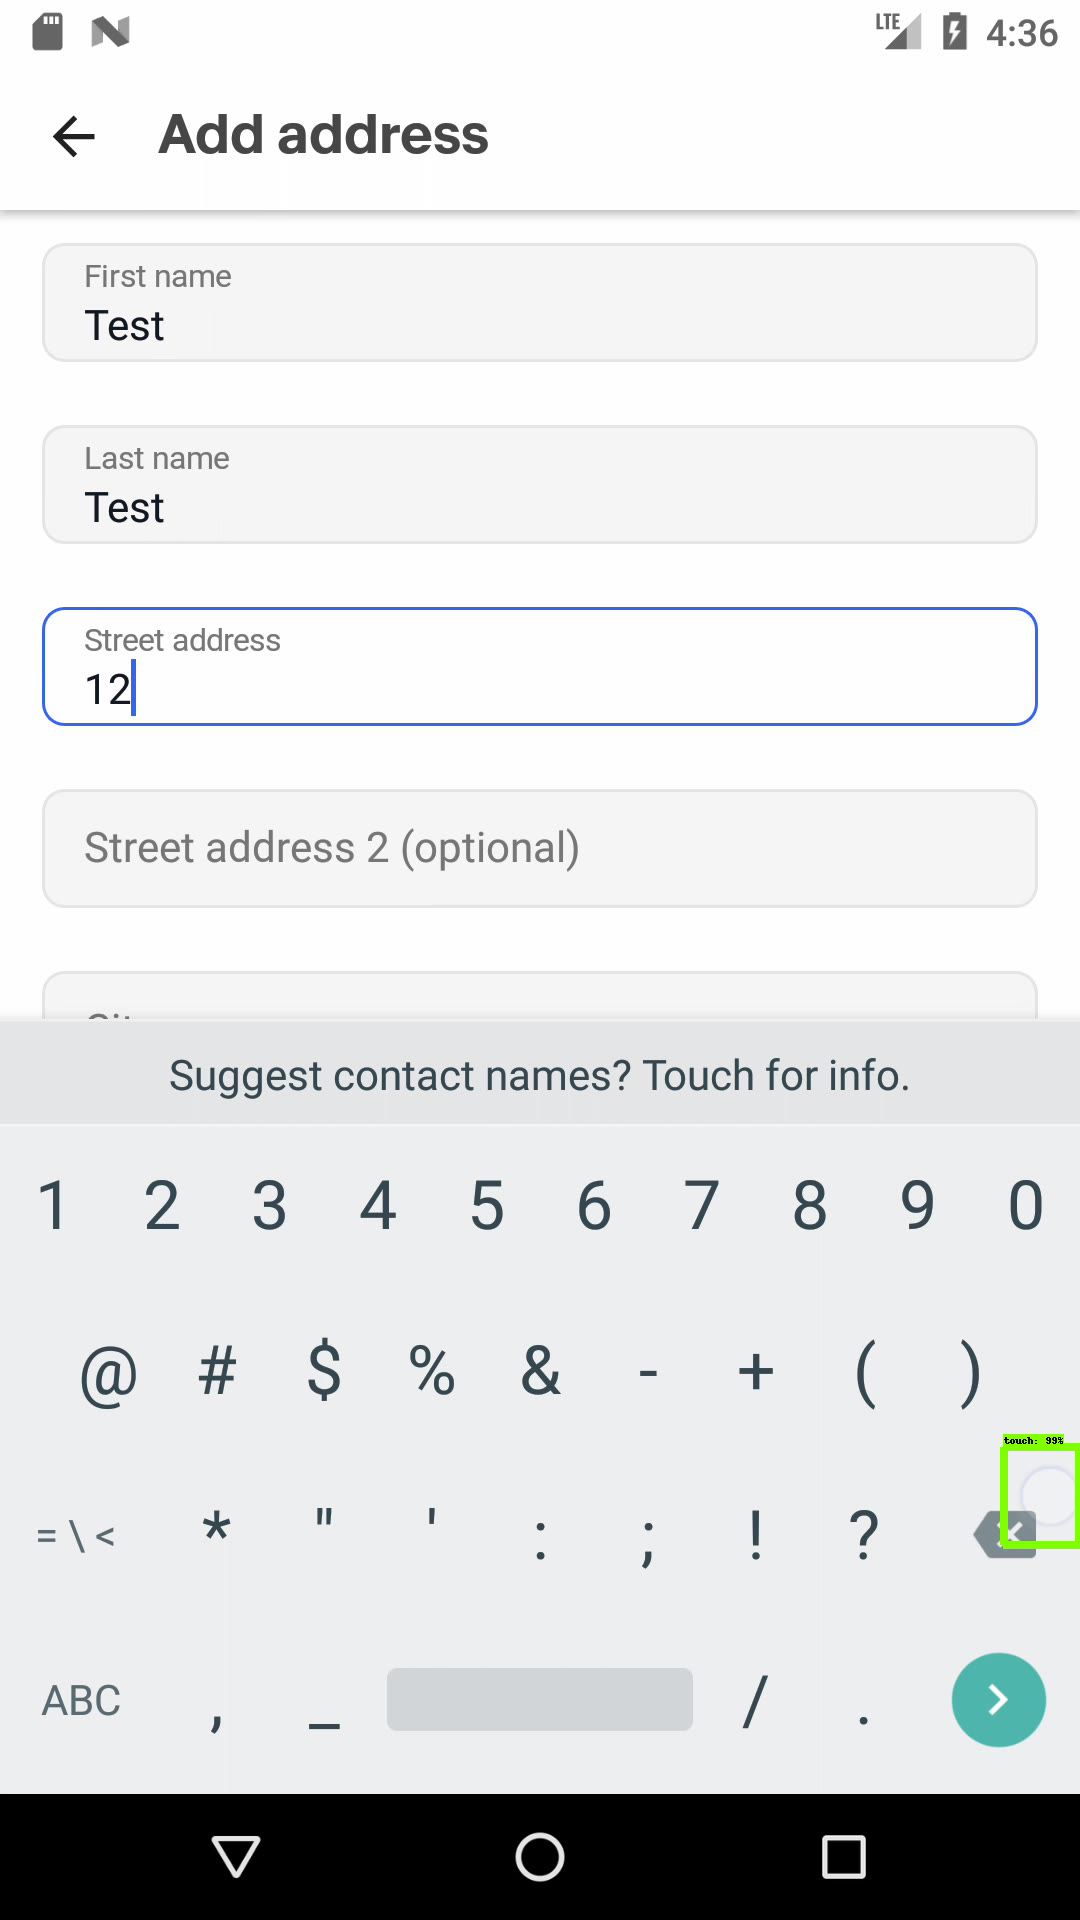 LTE 4:36
Add address
First name
Test
Last name
Test
Street address
12
Street address 2 (optional)
Suggest contact names? Touch for info.
1 2 3 4 5 6 7 8 9 0
@ # $ % & - + ( )
touch: 99%
= \ < * " ' : ; ! ?
ABC , _ / .